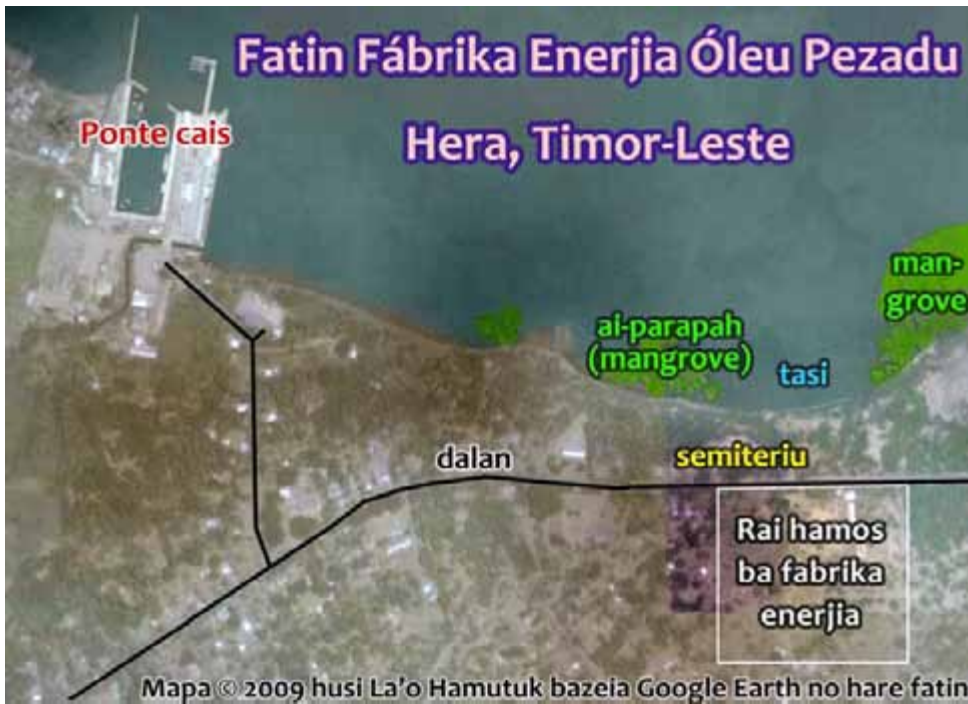 Fatin Fábrika Enerjia Óleu Pezadu
Hera, Timor-Leste
Ponte cais
man-
grove
ai-parapah
(mangrove)
tasi
dalan
semiteriu
Rai hamos
ba fabrika
enerjia
Mapa © 2009 husi La'o Hamutuk bazeia Google Earth no hare fatin